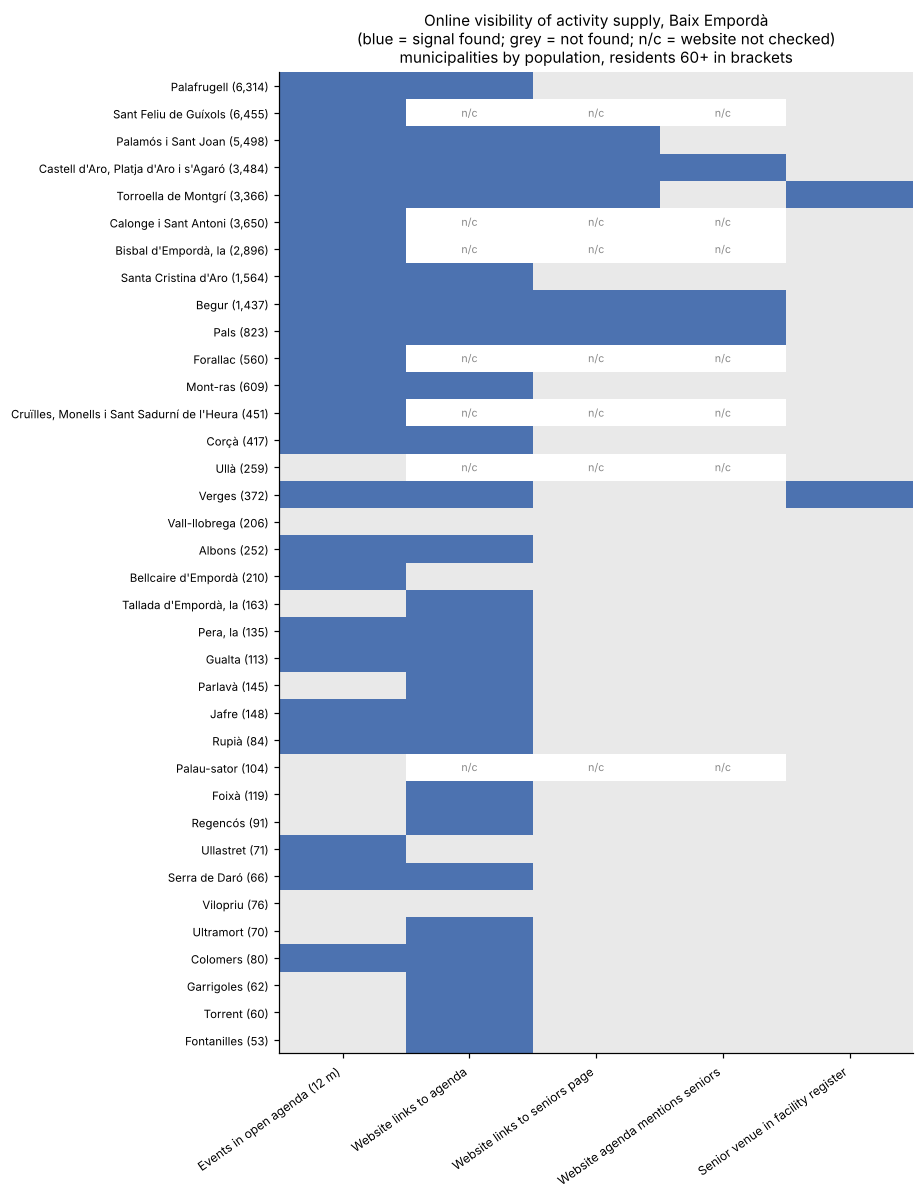 Online visibility of activity supply, Baix Empordà
(blue = signal found; grey = not found; n/c = website not checked)
municipalities by population, residents 60+ in brackets
Palafrugell (6,314)
Sant Feliu de Guíxols (6,455) n/c n/c n/c
Palamós i Sant Joan (5,498)
Castell d'Aro, Platja d'Aro i s'Agaró (3,484)
Torroella de Montgrí (3,366)
Calonge i Sant Antoni (3,650) n/c n/c n/c
Bisbal d'Empordà, la (2,896) n/c n/c n/c
Santa Cristina d'Aro (1,564)
Begur (1,437)
Pals (823)
Forallac (560) n/c n/c n/c
Mont-ras (609)
Cruïlles, Monells i Sant Sadurní de l'Heura (451) n/c n/c n/c
Corçà (417)
Ullà (259) n/c n/c n/c
Verges (372)
Vall-llobrega (206)
Albons (252)
Bellcaire d'Empordà (210)
Tallada d'Empordà, la (163)
Pera, la (135)
Gualta (113)
Parlavà (145)
Jafre (148)
Rupià (84)
Palau-sator (104) n/c n/c n/c
Foixà (119)
Regencós (91)
Ullastret (71)
Serra de Daró (66)
Vilopriu (76)
Ultramort (70)
Colomers (80)
Garrigoles (62)
Torrent (60)
Fontanilles (53)
Events in open agenda (12 m)
Website links to agenda
Website links to seniors page
Website agenda mentions seniors
Senior venue in facility register